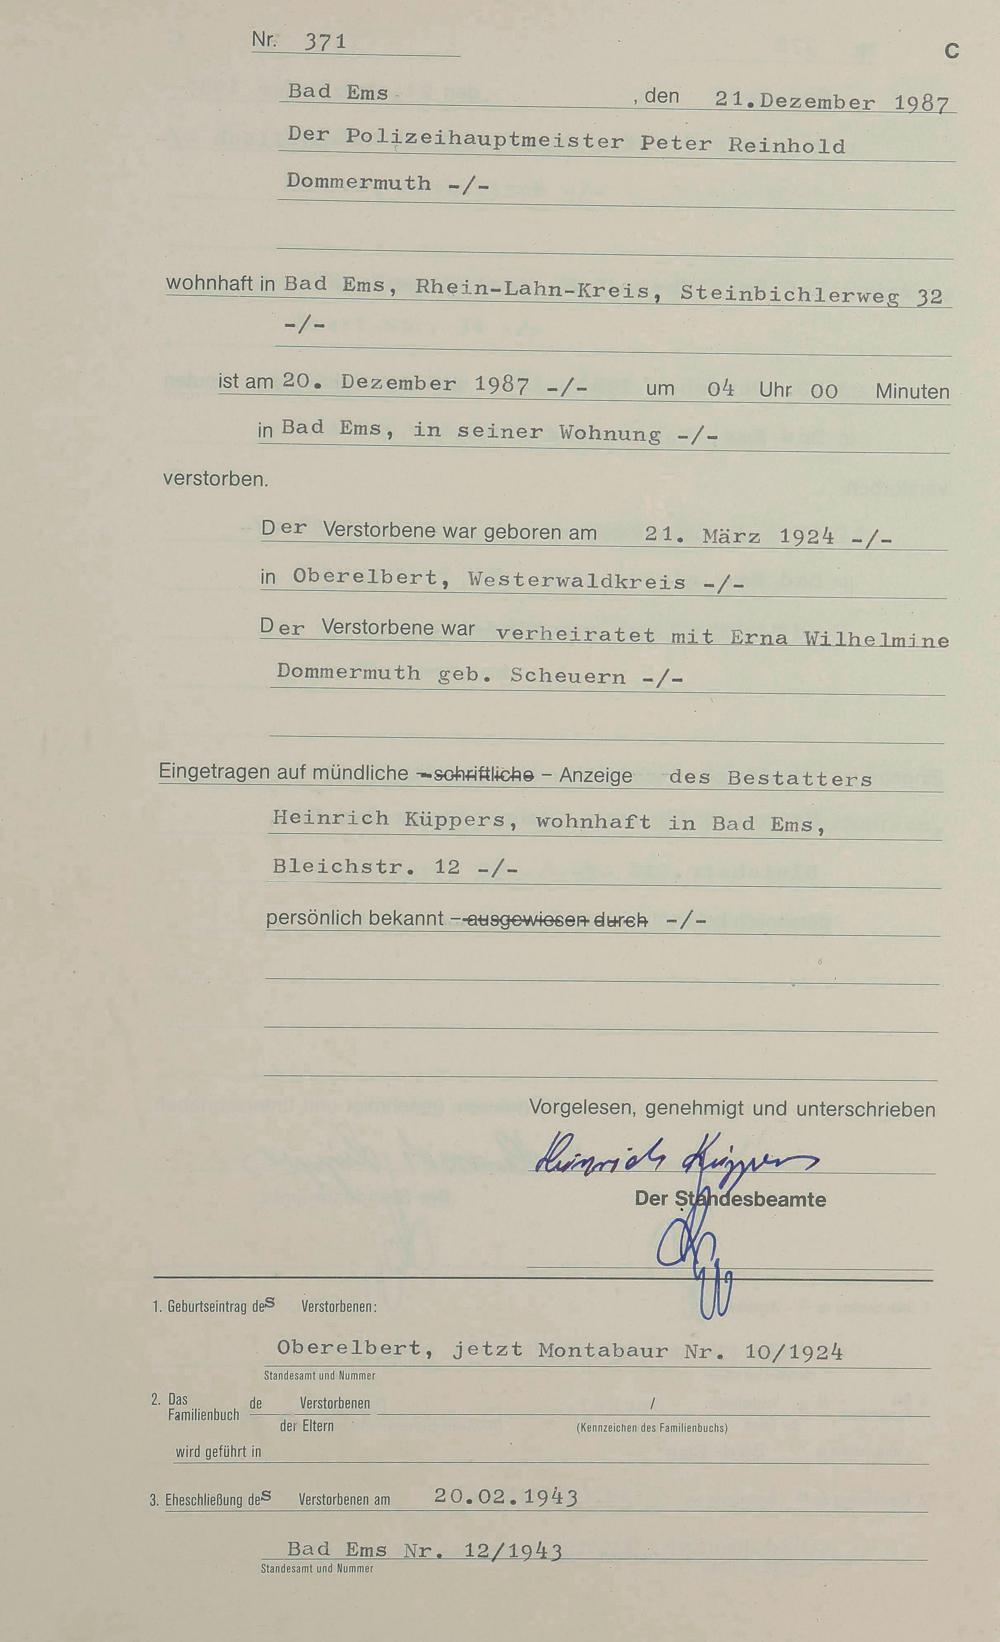 Nr. 371
C
Bad Ems , den 21.Dezember 1987
Der Polizeihauptmeister Peter Reinhold
Dommermuth -/-
wohnhaft in Bad Ems, Rhein-Lahn-Kreis, Steinbichlerweg 32
-/-
ist am 20. Dezember 1987 -/- um 04 Uhr 00 Minuten
in Bad Ems, in seiner Wohnung -/-
verstorben.
Der Verstorbene war geboren am 21. März 1924 -/-
in Oberelbert, Westerwaldkreis -/-
Der Verstorbene war verheiratet mit Erna Wilhelmine
Dommermuth geb. Scheuern -/-
Eingetragen auf mündliche – schriftliche – Anzeige des Bestatters
Heinrich Küppers, wohnhaft in Bad Ems,
Bleichstr. 12 -/-
persönlich bekannt – ausgewiesen durch -/-
Vorgelesen, genehmigt und unterschrieben
Heinrich Küppers
Der Standesbeamte
1. Geburtseintrag des Verstorbenen:
Oberelbert, jetzt Montabaur Nr. 10/1924
Standesamt und Nummer
2. Das Familienbuch de Verstorbenen /
der Eltern (Kennzeichen des Familienbuchs)
wird geführt in
3. Eheschließung des Verstorbenen am 20.02.1943
Bad Ems Nr. 12/1943
Standesamt und Nummer